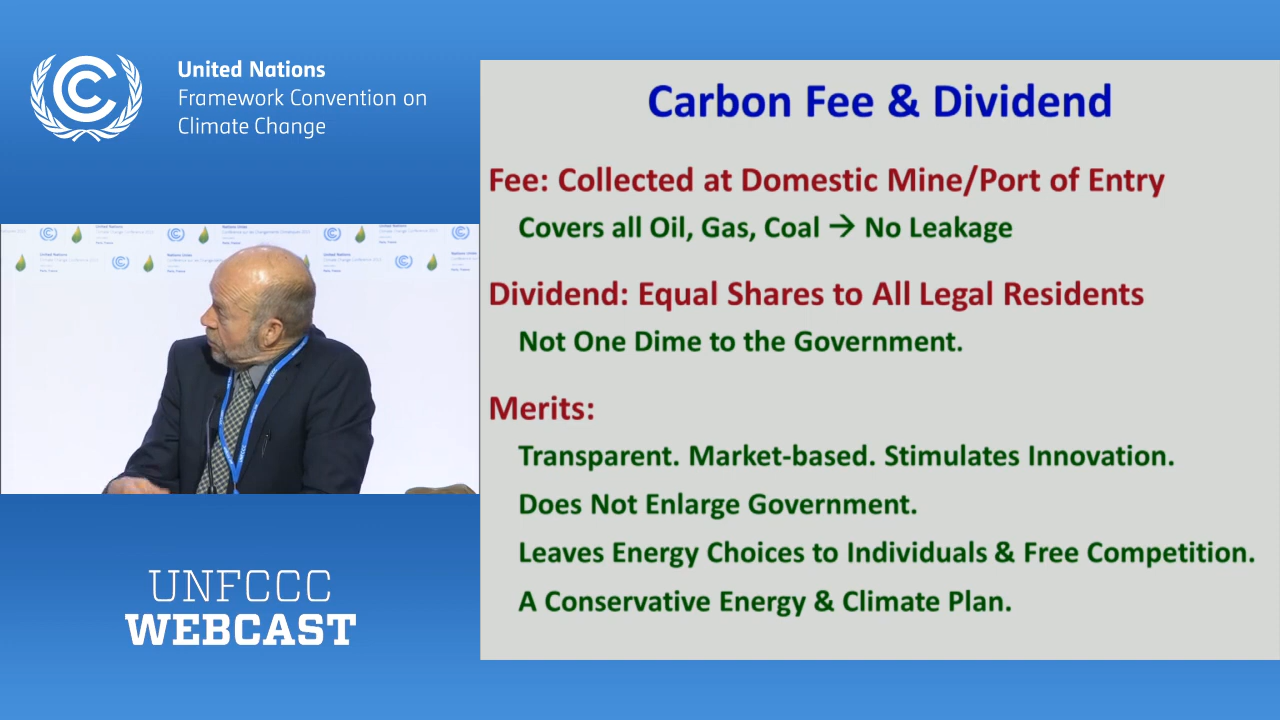 United Nations
Framework Convention on
Climate Change
UNFCCC
WEBCAST
Carbon Fee & Dividend
Fee: Collected at Domestic Mine/Port of Entry
Covers all Oil, Gas, Coal → No Leakage
Dividend: Equal Shares to All Legal Residents
Not One Dime to the Government.
Merits:
Transparent. Market-based. Stimulates Innovation.
Does Not Enlarge Government.
Leaves Energy Choices to Individuals & Free Competition.
A Conservative Energy & Climate Plan.